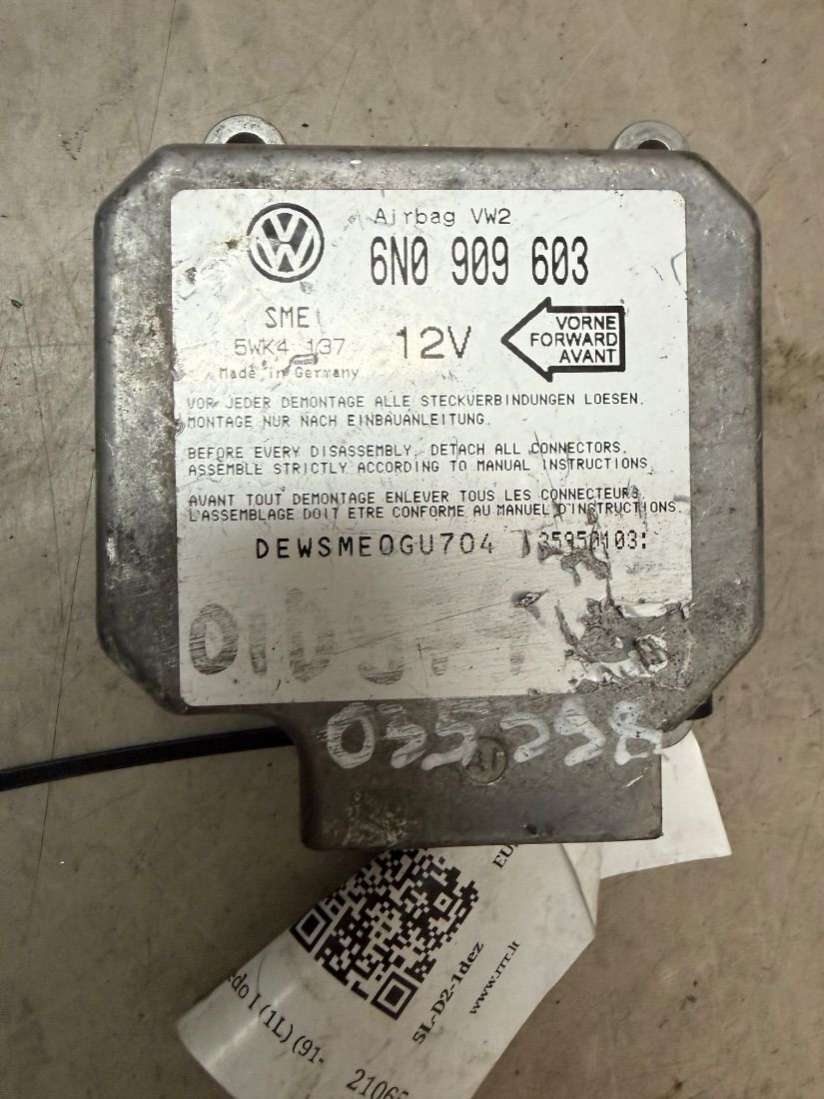 Airbag VW2
6N0 909 603
SME
5WK4 137
12V
VORNE
FORWARD
AVANT
Made in Germany
VOR JEDER DEMONTAGE ALLE STECKVERBINDUNGEN LOESEN.
MONTAGE NUR NACH EINBAUANLEITUNG.
BEFORE EVERY DISASSEMBLY, DETACH ALL CONNECTORS.
ASSEMBLE STRICTLY ACCORDING TO MANUAL INSTRUCTIONS.
AVANT TOUT DEMONTAGE ENLEVER TOUS LES CONNECTEURS.
L'ASSEMBLAGE DOIT ETRE CONFORME AU MANUEL D'INSTRUCTIONS.
DEWSME0GU704
SL-D2-1dez
www.rrr.lt
I (1L) (91-